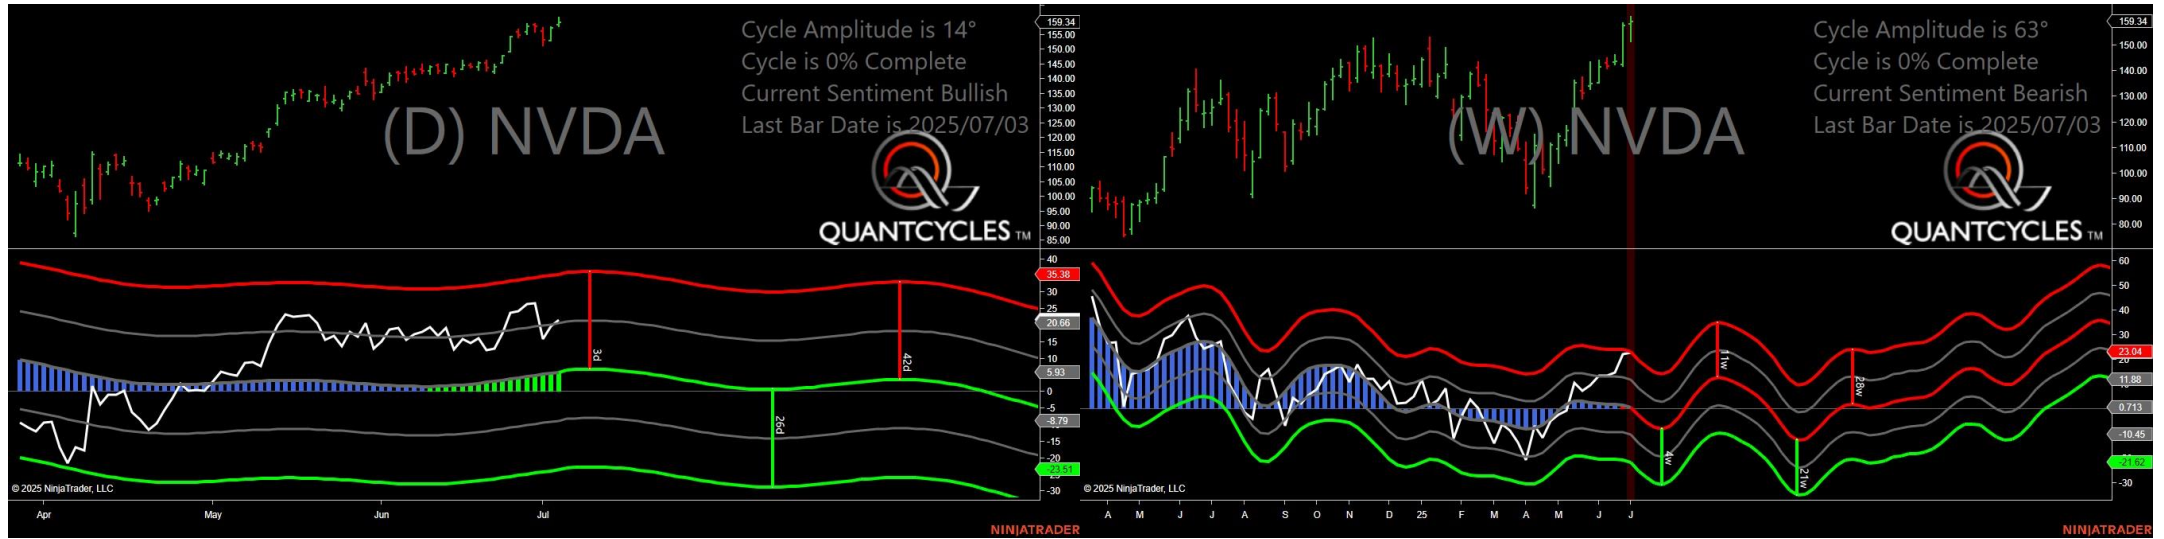 Cycle Amplitude is 14°
Cycle is 0% Complete
Current Sentiment Bullish
Last Bar Date is 2025/07/03
(D) NVDA
QUANTCYCLES TM
159.34
155.00
150.00
145.00
140.00
135.00
130.00
125.00
120.00
115.00
110.00
105.00
100.00
95.00
90.00
85.00
40
35.38
30
25
20.66
15
10
5.93
0
-5
-8.79
-15
-20
-23.51
-30
3d
26d
42d
© 2025 NinjaTrader, LLC
Apr May Jun Jul
NINJATRADER
Cycle Amplitude is 63°
Cycle is 0% Complete
Current Sentiment Bearish
Last Bar Date is 2025/07/03
(W) NVDA
QUANTCYCLES TM
159.34
150.00
140.00
130.00
120.00
110.00
100.00
90.00
80.00
60
50
40
30
23.04
11.88
0.713
-10.45
-21.62
-30
4w
11w
21w
28w
© 2025 NinjaTrader, LLC
A M J J A S O N D 25 F M A M J J
NINJATRADER